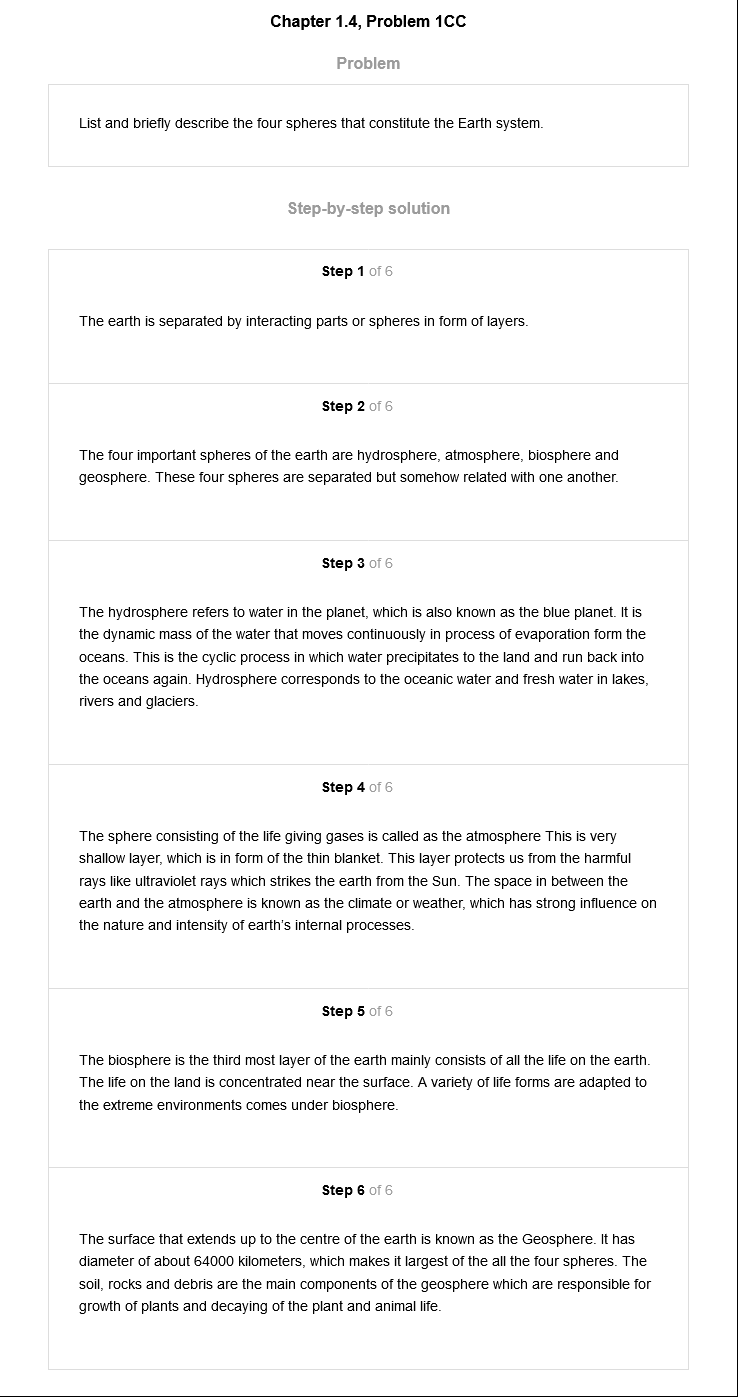 Chapter 1.4, Problem 1CC
Problem
List and briefly describe the four spheres that constitute the Earth system.
Step-by-step solution
Step 1 of 6
The earth is separated by interacting parts or spheres in form of layers.
Step 2 of 6
The four important spheres of the earth are hydrosphere, atmosphere, biosphere and
geosphere. These four spheres are separated but somehow related with one another.
Step 3 of 6
The hydrosphere refers to water in the planet, which is also known as the blue planet. It is
the dynamic mass of the water that moves continuously in process of evaporation form the
oceans. This is the cyclic process in which water precipitates to the land and run back into
the oceans again. Hydrosphere corresponds to the oceanic water and fresh water in lakes,
rivers and glaciers.
Step 4 of 6
The sphere consisting of the life giving gases is called as the atmosphere This is very
shallow layer, which is in form of the thin blanket. This layer protects us from the harmful
rays like ultraviolet rays which strikes the earth from the Sun. The space in between the
earth and the atmosphere is known as the climate or weather, which has strong influence on
the nature and intensity of earth's internal processes.
Step 5 of 6
The biosphere is the third most layer of the earth mainly consists of all the life on the earth.
The life on the land is concentrated near the surface. A variety of life forms are adapted to
the extreme environments comes under biosphere.
Step 6 of 6
The surface that extends up to the centre of the earth is known as the Geosphere. It has
diameter of about 64000 kilometers, which makes it largest of the all the four spheres. The
soil, rocks and debris are the main components of the geosphere which are responsible for
growth of plants and decaying of the plant and animal life.